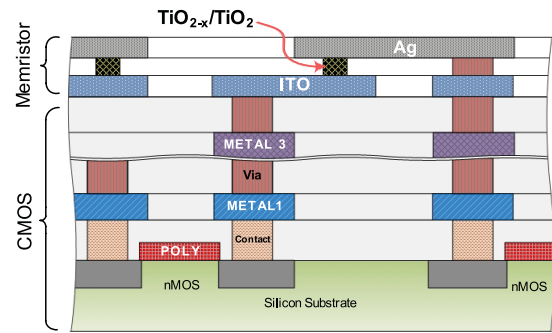 TiO2-x/TiO2
Ag
Memristor
ITO
METAL 3
Via
METAL1
CMOS
Contact
POLY
nMOS
nMOS
Silicon Substrate